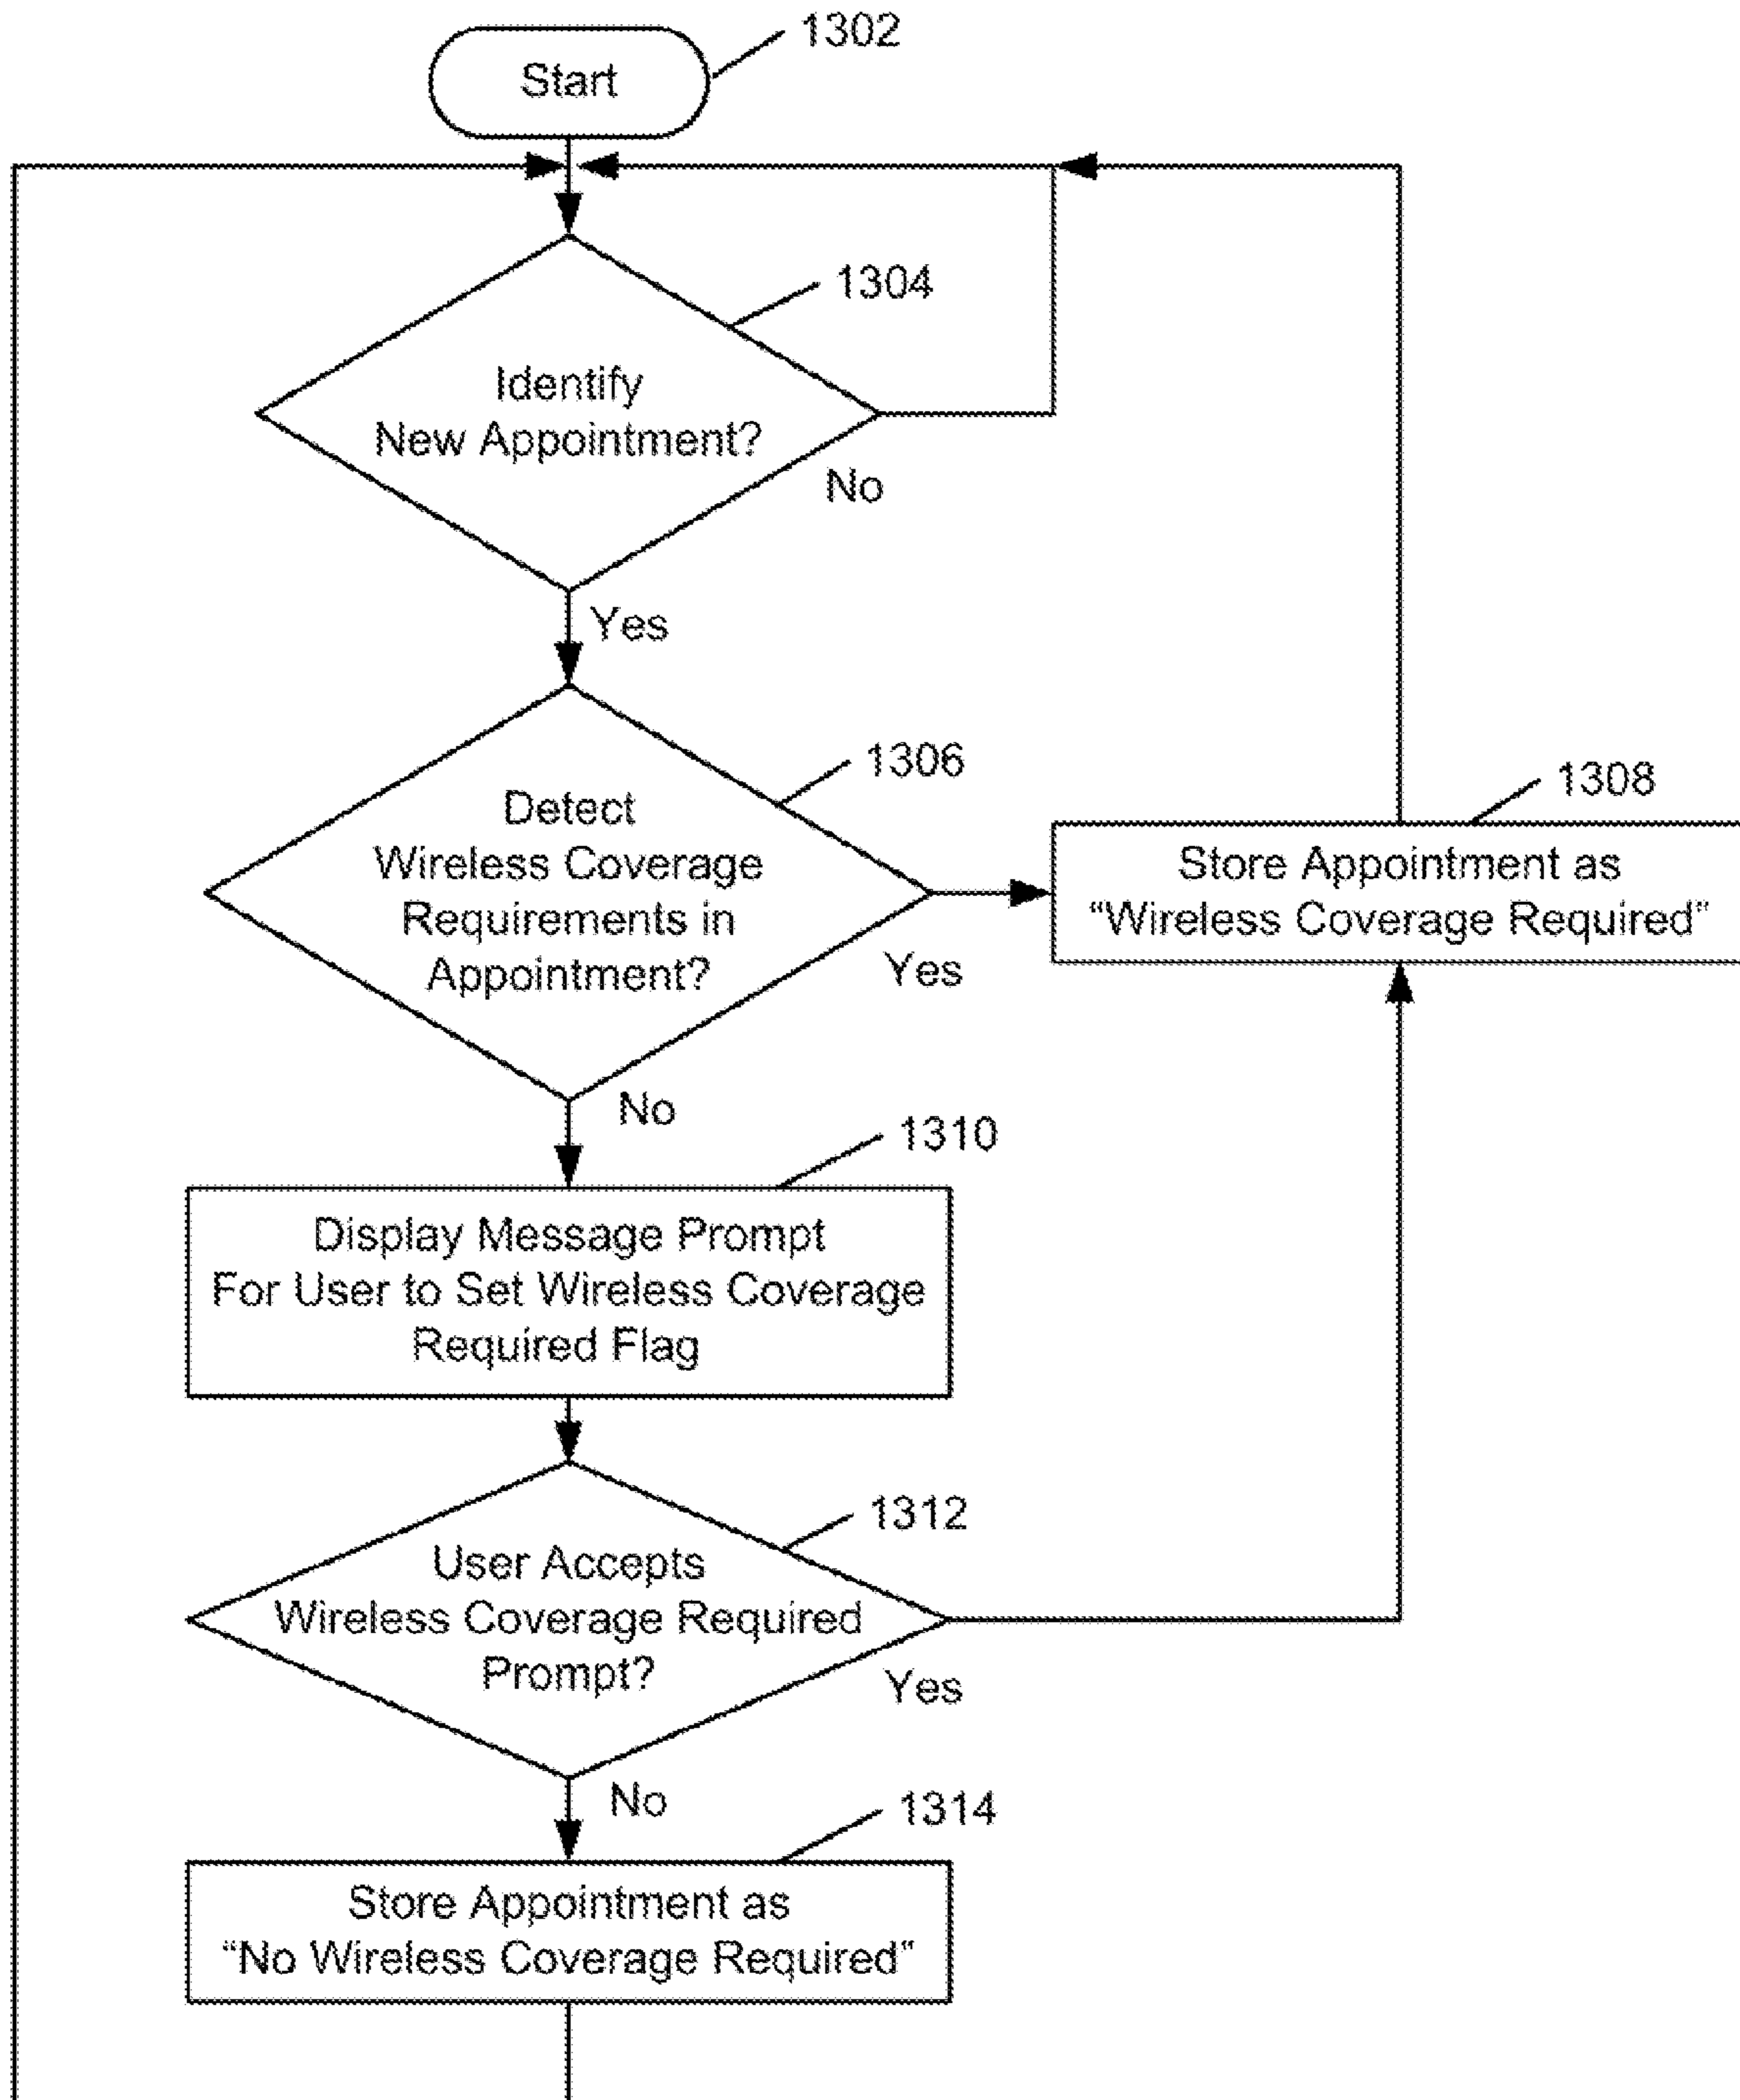 1302
Start
1304
Identify
New Appointment?
No
Yes
1306
Detect
Wireless Coverage
Requirements in
Appointment?
Yes
1308
Store Appointment as
“Wireless Coverage Required”
No
1310
Display Message Prompt
For User to Set Wireless Coverage
Required Flag
1312
User Accepts
Wireless Coverage Required
Prompt?
Yes
No
1314
Store Appointment as
“No Wireless Coverage Required”